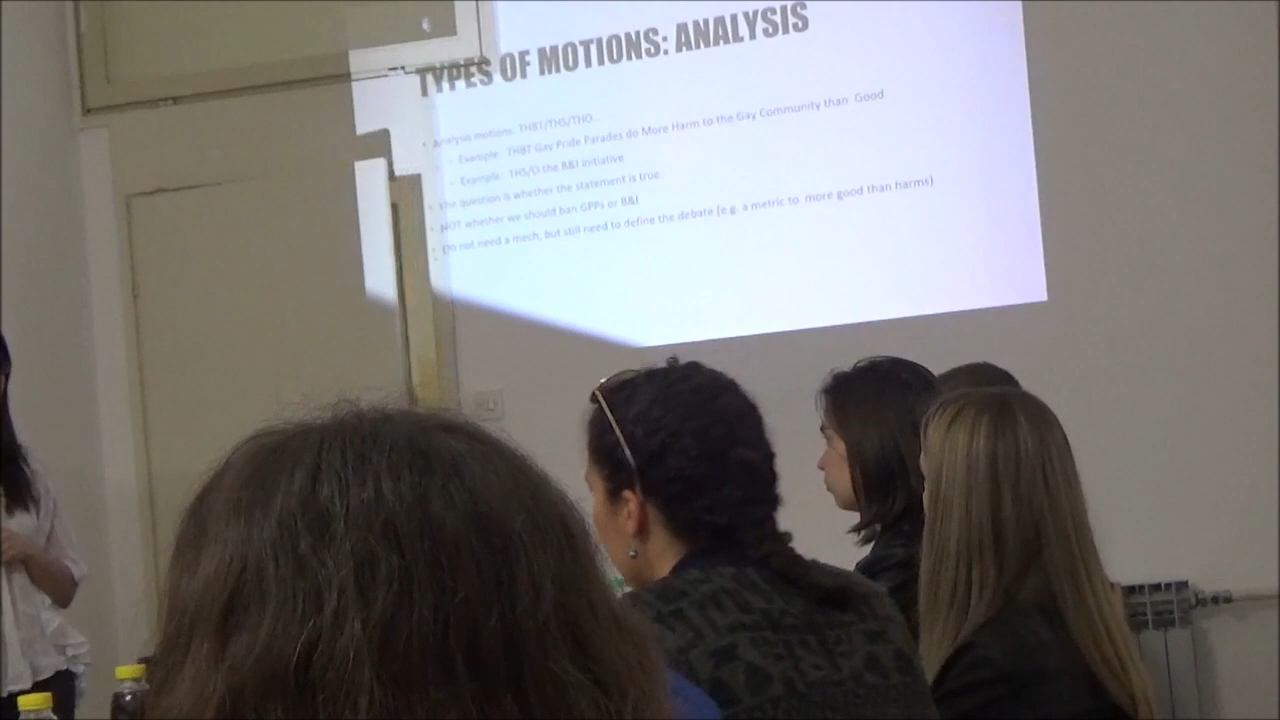 TYPES OF MOTIONS: ANALYSIS
Analysis motions: THBT/THS/THO...
Example: THBT Gay Pride Parades do More Harm to the Gay Community than Good
Example: THS/O the B&I initiative
The question is whether the statement is true
NOT whether we should ban GPPs or B&I
Do not need a mech, but still need to define the debate (e.g. a metric to more good than harms)